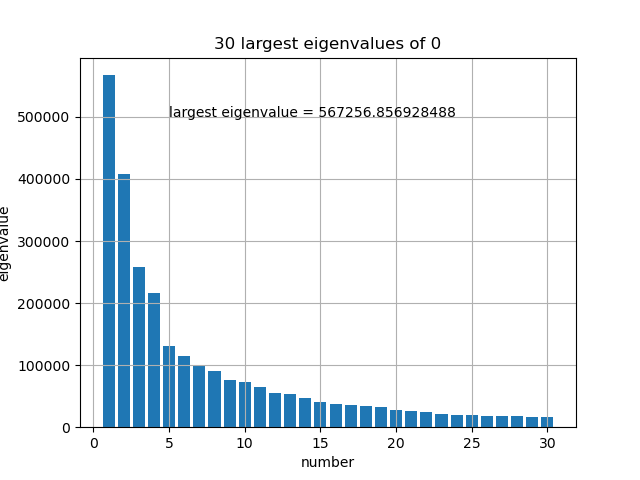 30 largest eigenvalues of 0
largest eigenvalue = 567256.856928488
500000
400000
300000
200000
100000
0
eigenvalue
0 5 10 15 20 25 30
number